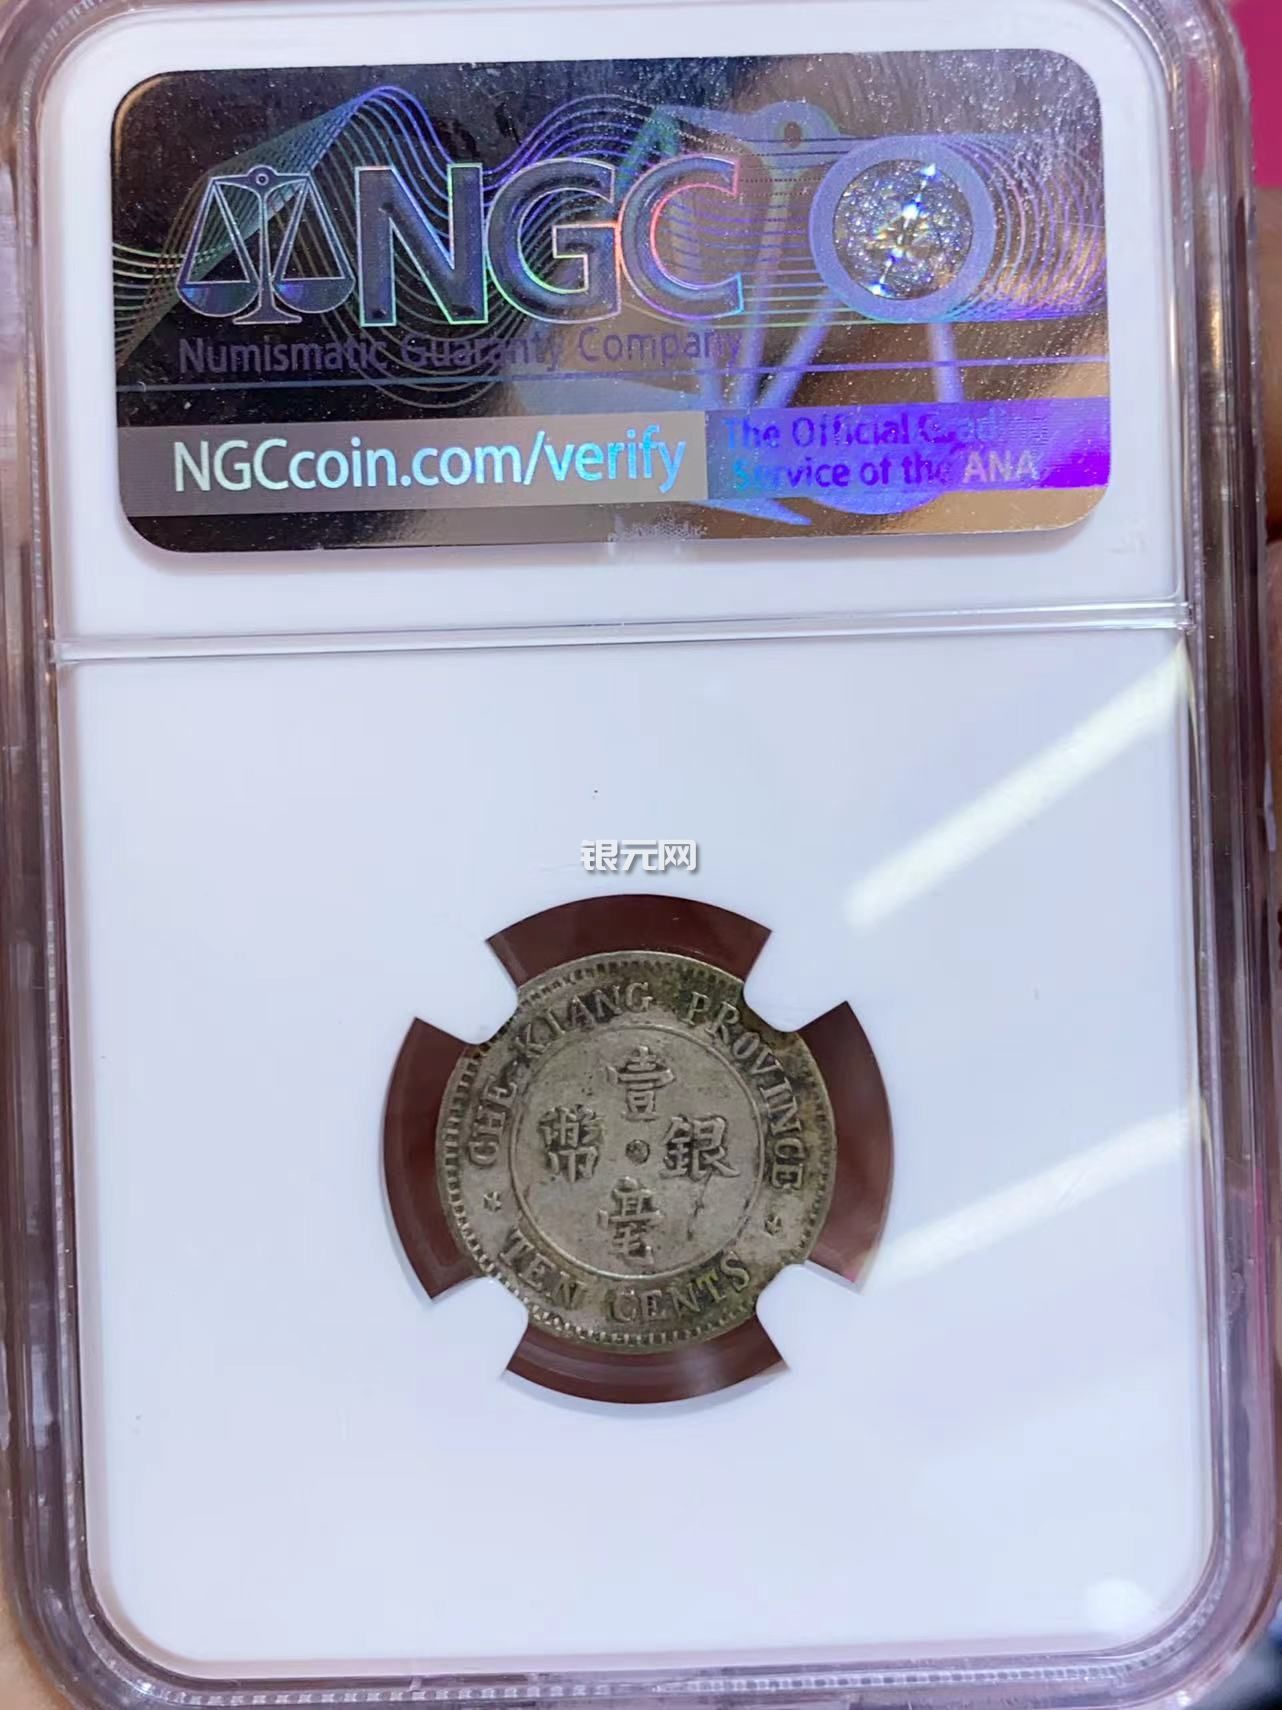 NGC
Numismatic Guaranty Company
NGCcoin.com/verify
The Official Grading
Service of the ANA
银元网
CHE-KIANG PROVINCE
壹
幣 銀
毫
TEN CENTS